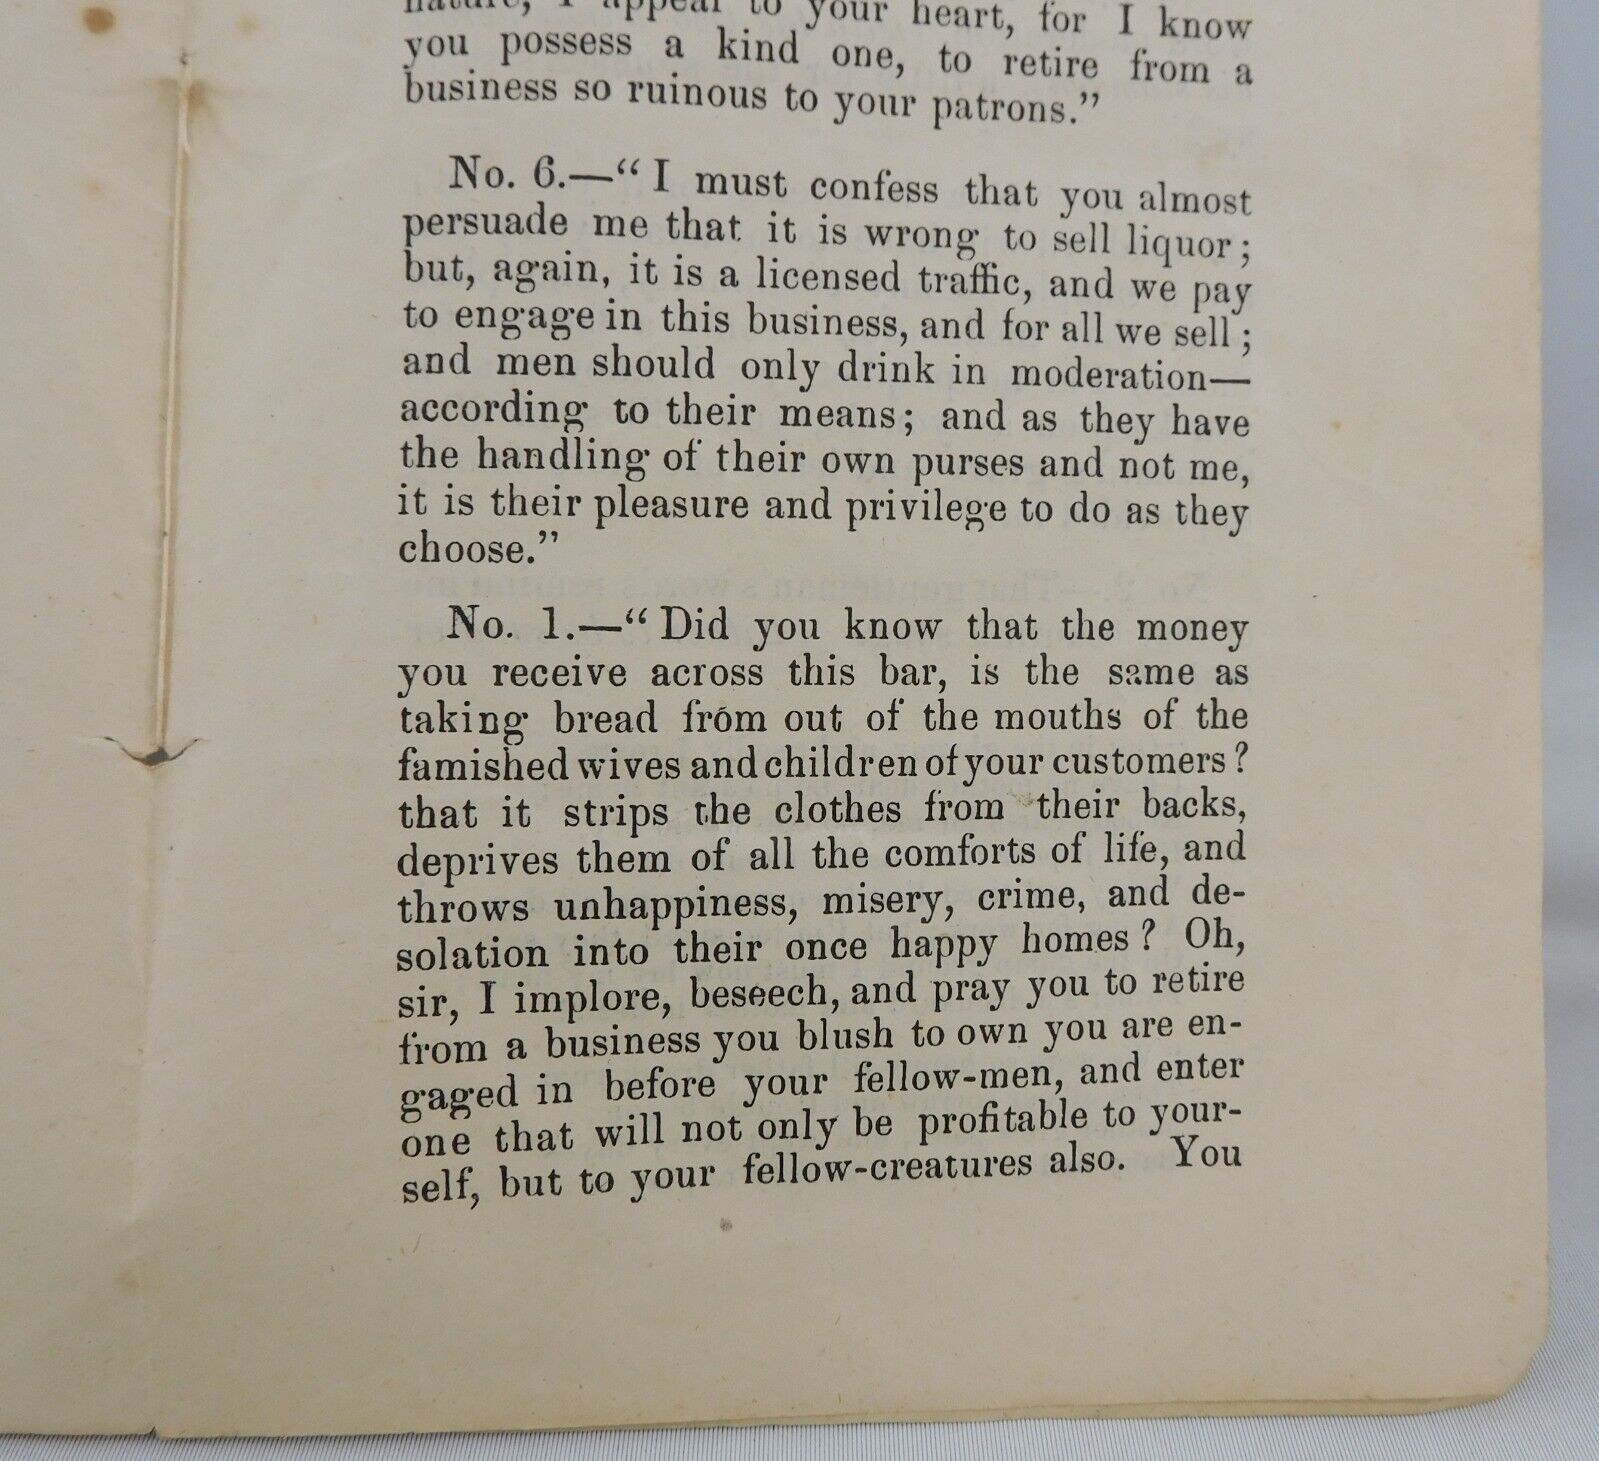 nature, I appear to your heart, for I know
you possess a kind one, to retire from a
business so ruinous to your patrons.”
No. 6.—“ I must confess that you almost
persuade me that it is wrong to sell liquor ;
but, again, it is a licensed traffic, and we pay
to engage in this business, and for all we sell ;
and men should only drink in moderation—
according to their means; and as they have
the handling of their own purses and not me,
it is their pleasure and privilege to do as they
choose.”
No. 1.—“ Did you know that the money
you receive across this bar, is the same as
taking bread from out of the mouths of the
famished wives and children of your customers ?
that it strips the clothes from their backs,
deprives them of all the comforts of life, and
throws unhappiness, misery, crime, and de-
solation into their once happy homes ? Oh,
sir, I implore, beseech, and pray you to retire
from a business you blush to own you are en-
gaged in before your fellow-men, and enter
one that will not only be profitable to your-
self, but to your fellow-creatures also. You